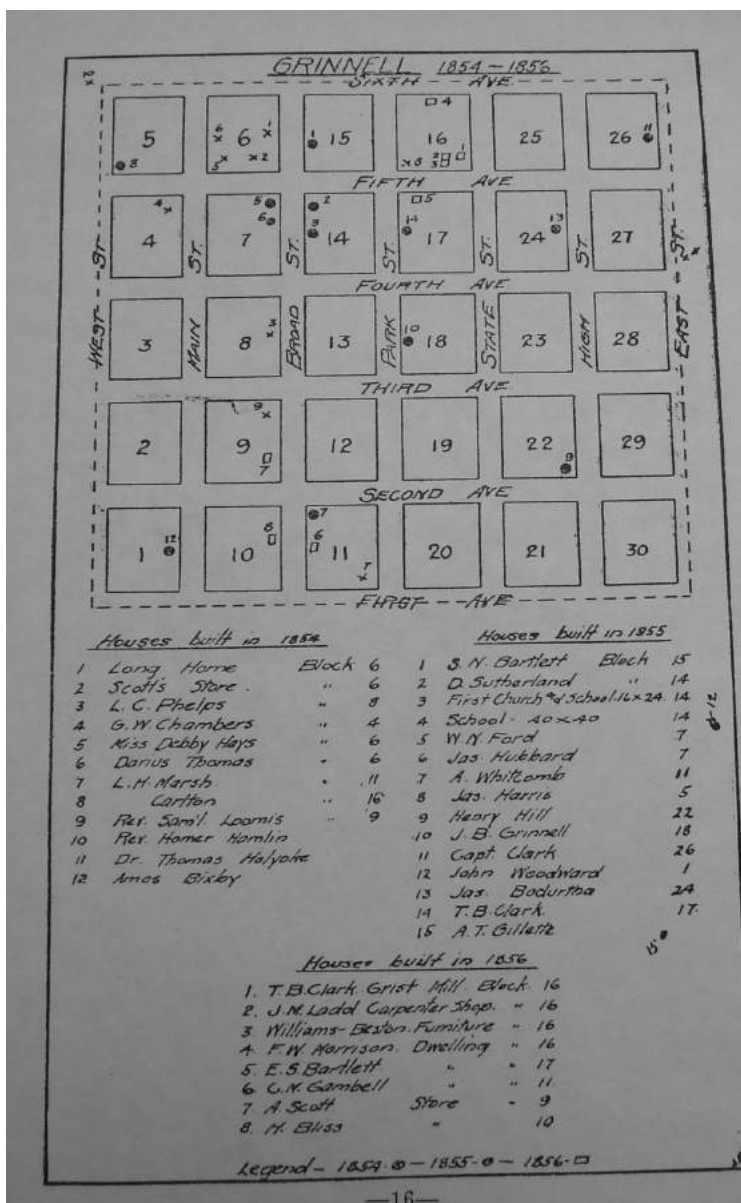 GRINNELL 1854-1856
SIXTH AVE.
5 6 15 16 25 26
FIFTH AVE
4 7 14 17 24 27
WEST ST
MAIN ST.
BROAD ST.
PARK ST.
STATE ST.
HIGH ST
EAST ST.
FOURTH AVE
3 8 13 18 23 28
THIRD AVE
2 9 12 19 22 29
SECOND AVE
1 10 11 20 21 30
FIRST AVE
Houses built in 1854
1 Long Home Block 6
2 Scott's Store. " 6
3 L. C. Phelps " 8
4 G. W. Chambers " 4
5 Miss Debby Hays " 6
6 Darius Thomas " 6
7 L. H. Marsh. " 11
8 Carlton " 16
9 Rev. Sam'l. Loomis " 9
10 Rev. Homer Hamlin
11 Dr. Thomas Holyoke
12 Amos Bixby
Houses built in 1855
1 S. N. Bartlett Block 15
2 D. Sutherland " 14
3 First Church and School. 16x24. 14
4 School - 40x40 14
5 W. N. Ford 7
6 Jas. Hubbard 7
7 A. Whitcomb 11
8 Jas. Harris 5
9 Henry Hill 22
10 J. B. Grinnell 18
11 Capt. Clark 26
12 John Woodward 1
13 Jas. Bodurtha 24
14 T. B. Clark. 17.
15 A. T. Gillette
Houses built in 1856
1. T. B. Clark Grist Mill. Block. 16
2. J. M. Ladd Carpenter Shop. " 16
3 Williams-Beston. Furniture " 16
4 F. W. Morrison. Dwelling " 16
5 E. S. Bartlett " " 17
6 C. N. Gambell " " 11.
7 A. Scott Store " 9
8. H. Bliss " 10
Legend - 1854- -1855- -1856-
—16—